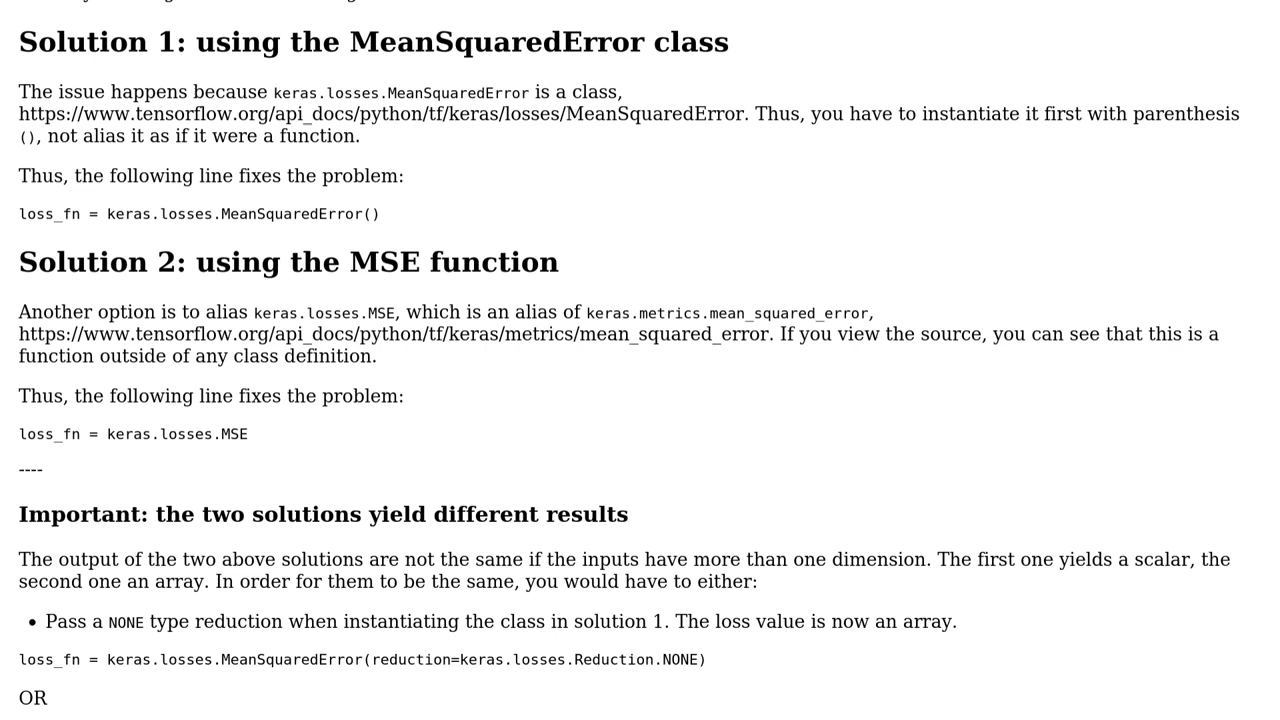 Solution 1: using the MeanSquaredError class
The issue happens because keras.losses.MeanSquaredError is a class,
https://www.tensorflow.org/api_docs/python/tf/keras/losses/MeanSquaredError. Thus, you have to instantiate it first with parenthesis
(), not alias it as if it were a function.
Thus, the following line fixes the problem:
loss_fn = keras.losses.MeanSquaredError()
Solution 2: using the MSE function
Another option is to alias keras.losses.MSE, which is an alias of keras.metrics.mean_squared_error,
https://www.tensorflow.org/api_docs/python/tf/keras/metrics/mean_squared_error. If you view the source, you can see that this is a
function outside of any class definition.
Thus, the following line fixes the problem:
loss_fn = keras.losses.MSE
----
Important: the two solutions yield different results
The output of the two above solutions are not the same if the inputs have more than one dimension. The first one yields a scalar, the
second one an array. In order for them to be the same, you would have to either:
• Pass a NONE type reduction when instantiating the class in solution 1. The loss value is now an array.
loss_fn = keras.losses.MeanSquaredError(reduction=keras.losses.Reduction.NONE)
OR